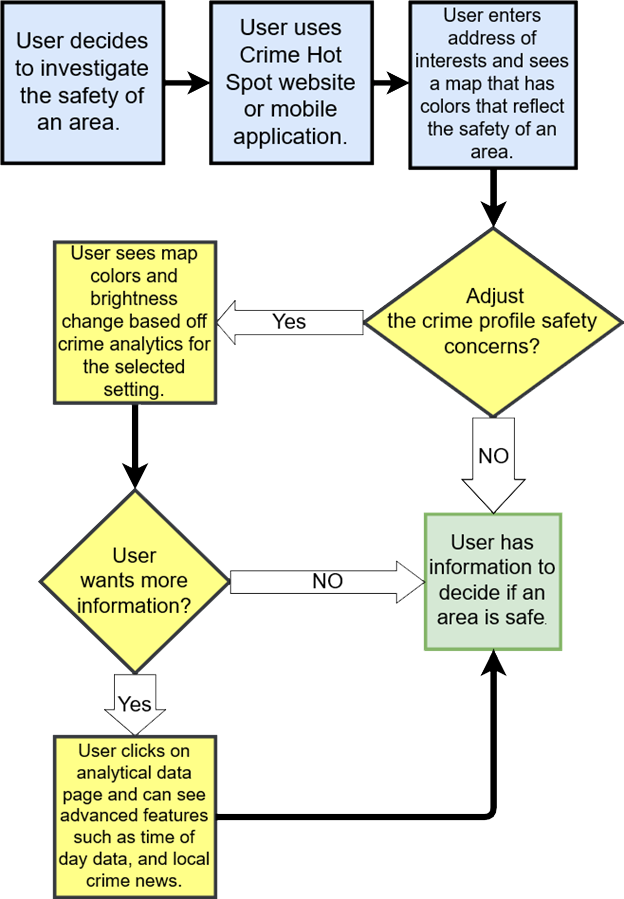 User decides
to investigate
the safety of
an area.
User uses
Crime Hot
Spot website
or mobile
application.
User enters
address of
interests and sees
a map that has
colors that reflect
the safety of an
area.
Adjust
the crime profile safety
concerns?
Yes
User sees map
colors and
brightness
change based off
crime analytics for
the selected
setting.
NO
User
wants more
information?
NO
User has
information to
decide if an
area is safe.
Yes
User clicks on
analytical data
page and can see
advanced features
such as time of
day data, and local
crime news.